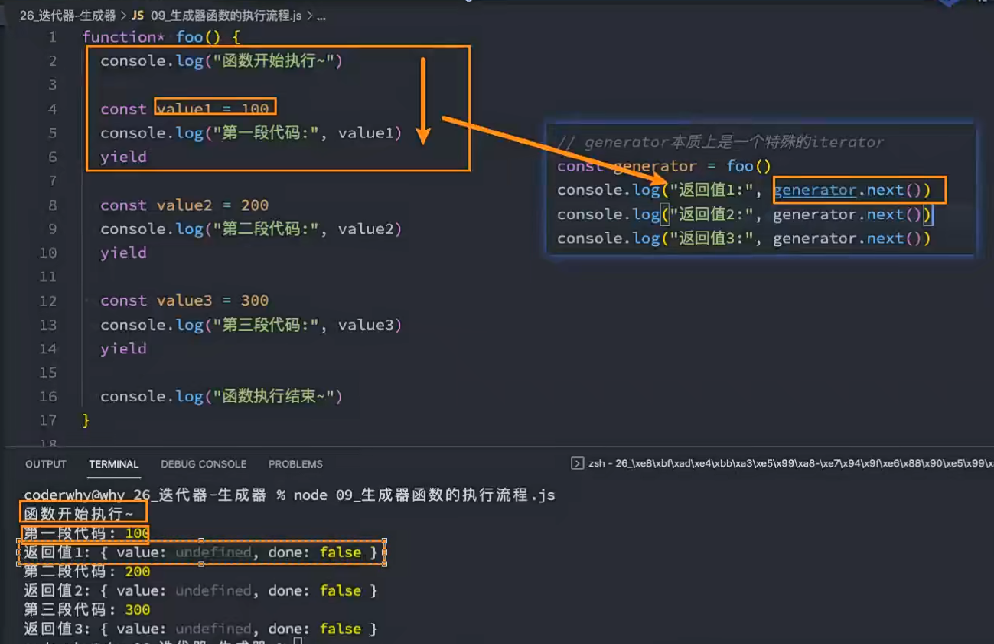 26_迭代器-生成器 > JS 09_生成器函数的执行流程.js > ...
1 function* foo() {
2 console.log("函数开始执行~")
3
4 const value1 = 100
5 console.log("第一段代码:", value1)
6 yield
7
8 const value2 = 200
9 console.log("第二段代码:", value2)
10 yield
11
12 const value3 = 300
13 console.log("第三段代码:", value3)
14 yield
15
16 console.log("函数执行结束~")
17 }
18
// generator本质上是一个特殊的iterator
const generator = foo()
console.log("返回值1:", generator.next())
console.log("返回值2:", generator.next())
console.log("返回值3:", generator.next())
OUTPUT TERMINAL DEBUG CONSOLE PROBLEMS
zsh - 26_\xe8\xbf\xad\xe4\xbb\xa3\xe5\x99\xa8-\xe7\x94\x9f\xe6\x88\x90\xe5\x99\x
coderwhy@why 26_迭代器-生成器 % node 09_生成器函数的执行流程.js
函数开始执行~
第一段代码: 100
返回值1: { value: undefined, done: false }
第二段代码: 200
返回值2: { value: undefined, done: false }
第三段代码: 300
返回值3: { value: undefined, done: false }